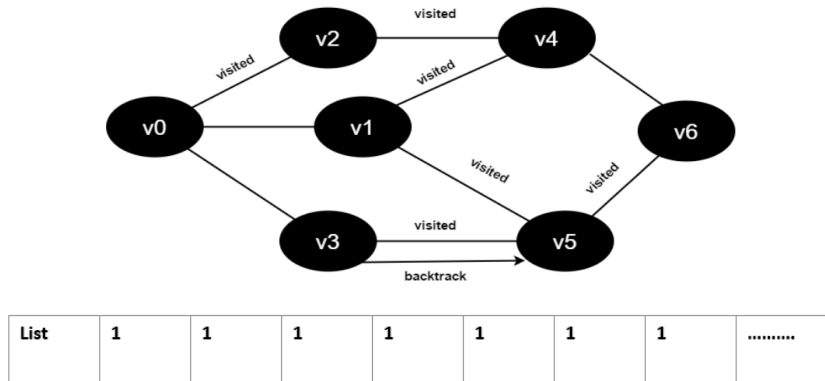 visited
v2
v4
visited
visited
v0
v1
v6
visited
visited
visited
v3
v5
backtrack
List 1 1 1 1 1 1 1 ..........